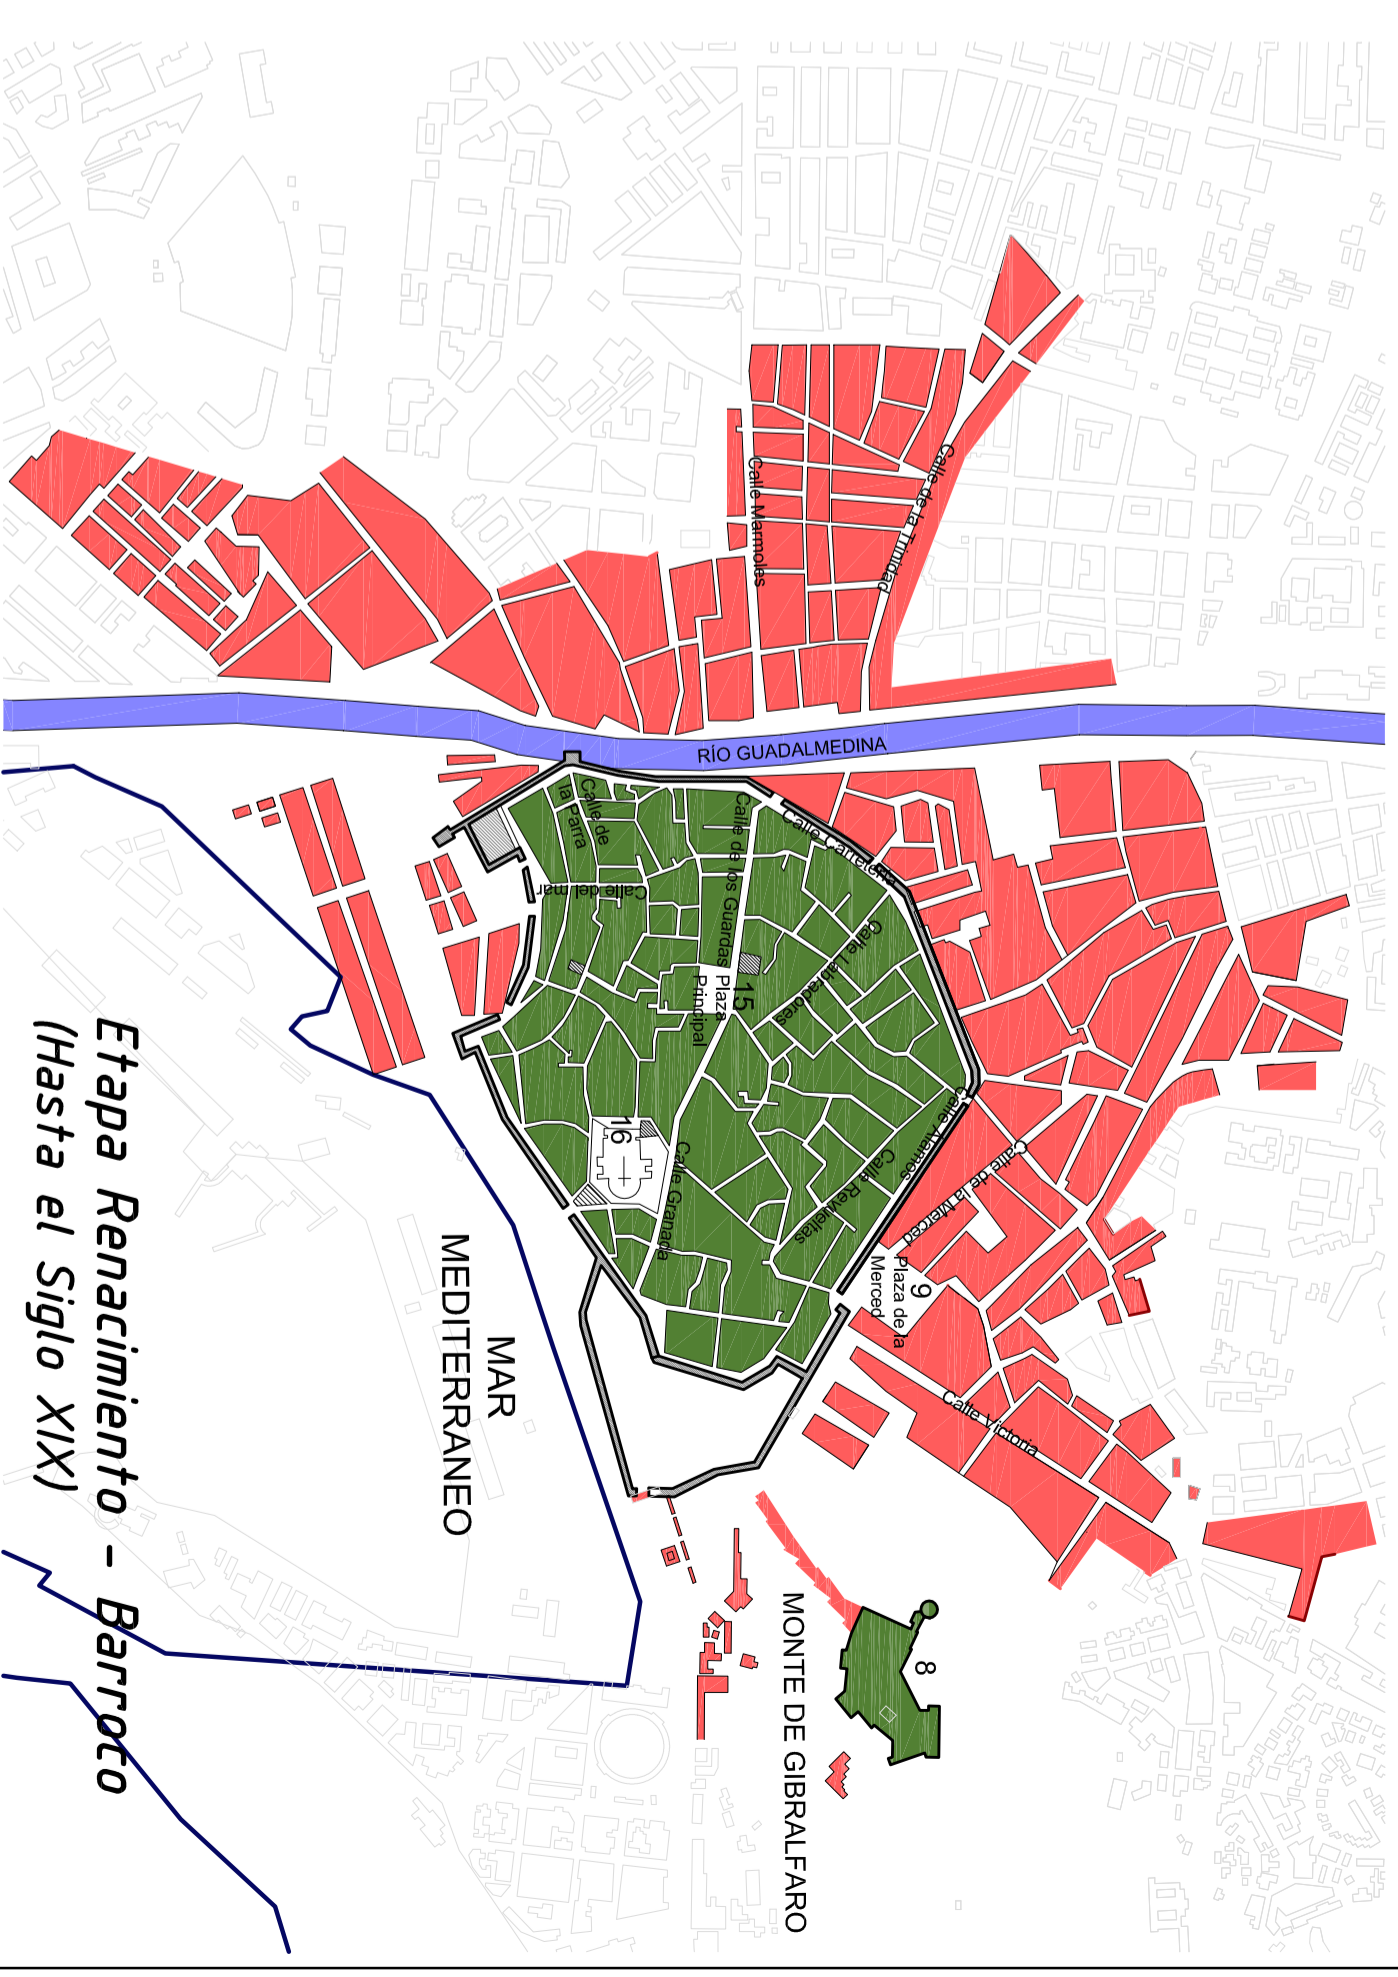 Calle de la Trinidad
Calle Marmoles
RÍO GUADALMEDINA
Calle Carretería
Calle de
la Parra
Calle de los Guardas
Calle del mar
Calle Labradores
15
Plaza
Principal
Calle Alamos
Calle de la Merced
Calle Revueltas
16
Calle Granada
9
Plaza de la
Merced
Calle Victoria
8
MONTE DE GIBRALFARO
MAR
MEDITERRANEO
Etapa Renacimiento - Barroco
(Hasta el Siglo XIX)